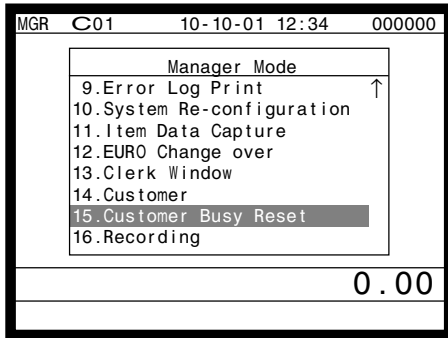 MGR C01 10-10-01 12:34 000000
Manager Mode
9.Error Log Print ↑
10.System Re-configuration
11.Item Data Capture
12.EURO Change over
13.Clerk Window
14.Customer
15.Customer Busy Reset
16.Recording
0.00